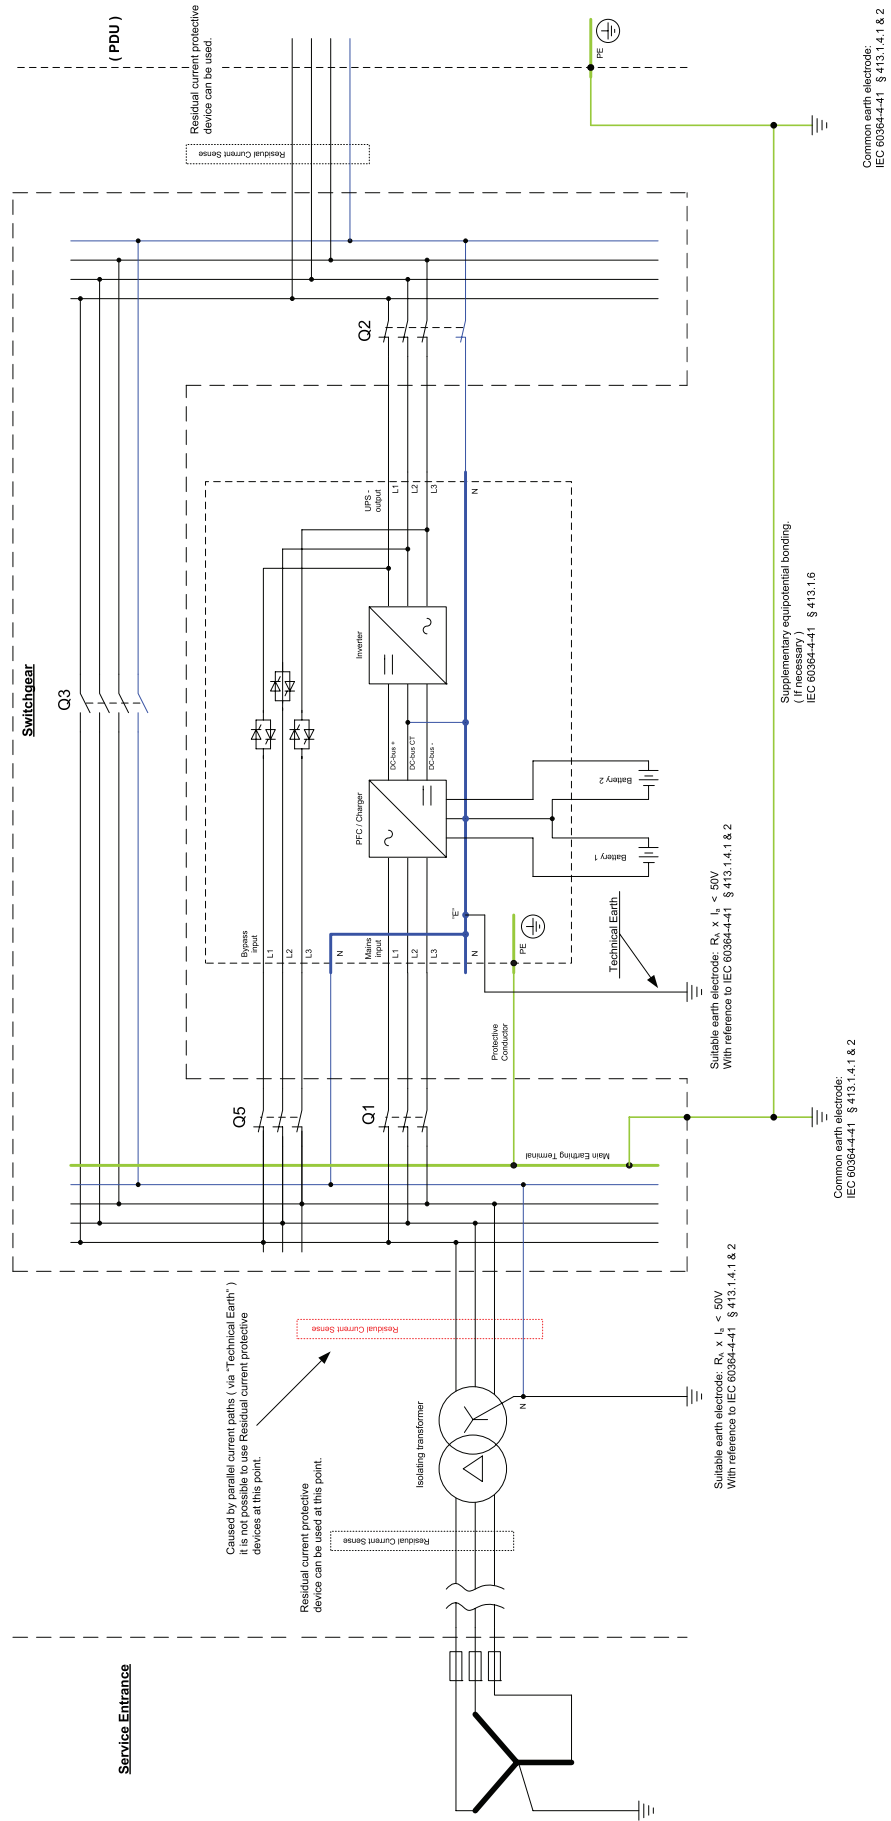 Service Entrance
Switchgear
( PDU )
Residual current protective
device can be used.
Residual Current Sense
Q3
Q2
Q5
Q1
UPS -
output
L1
L2
L3
N
Inverter
DC-bus +
DC-bus CT
DC-bus -
PFC / Charger
Battery 2
Battery 1
Bypass
input
L1
L2
L3
N
Mains
input
L1
L2
L3
N
"E"
PE
Technical Earth
Protective
Conductor
Main Earthing Terminal
Caused by parallel current paths ( via "Technical Earth" )
it is not possible to use Residual current protective
devices at this point.
Residual Current Sense
Residual current protective
device can be used at this point.
Residual Current Sense
Isolating transformer
N
Suitable earth electrode: RA x Ia < 50V
With reference to IEC 60364-4-41 § 413.1.4.1 & 2
Suitable earth electrode: RA x Ia < 50V
With reference to IEC 60364-4-41 § 413.1.4.1 & 2
Common earth electrode:
IEC 60364-4-41 § 413.1.4.1 & 2
Supplementary equipotential bonding.
( If necessary )
IEC 60364-4-41 § 413.1.6
PE
Common earth electrode:
IEC 60364-4-41 § 413.1.4.1 & 2